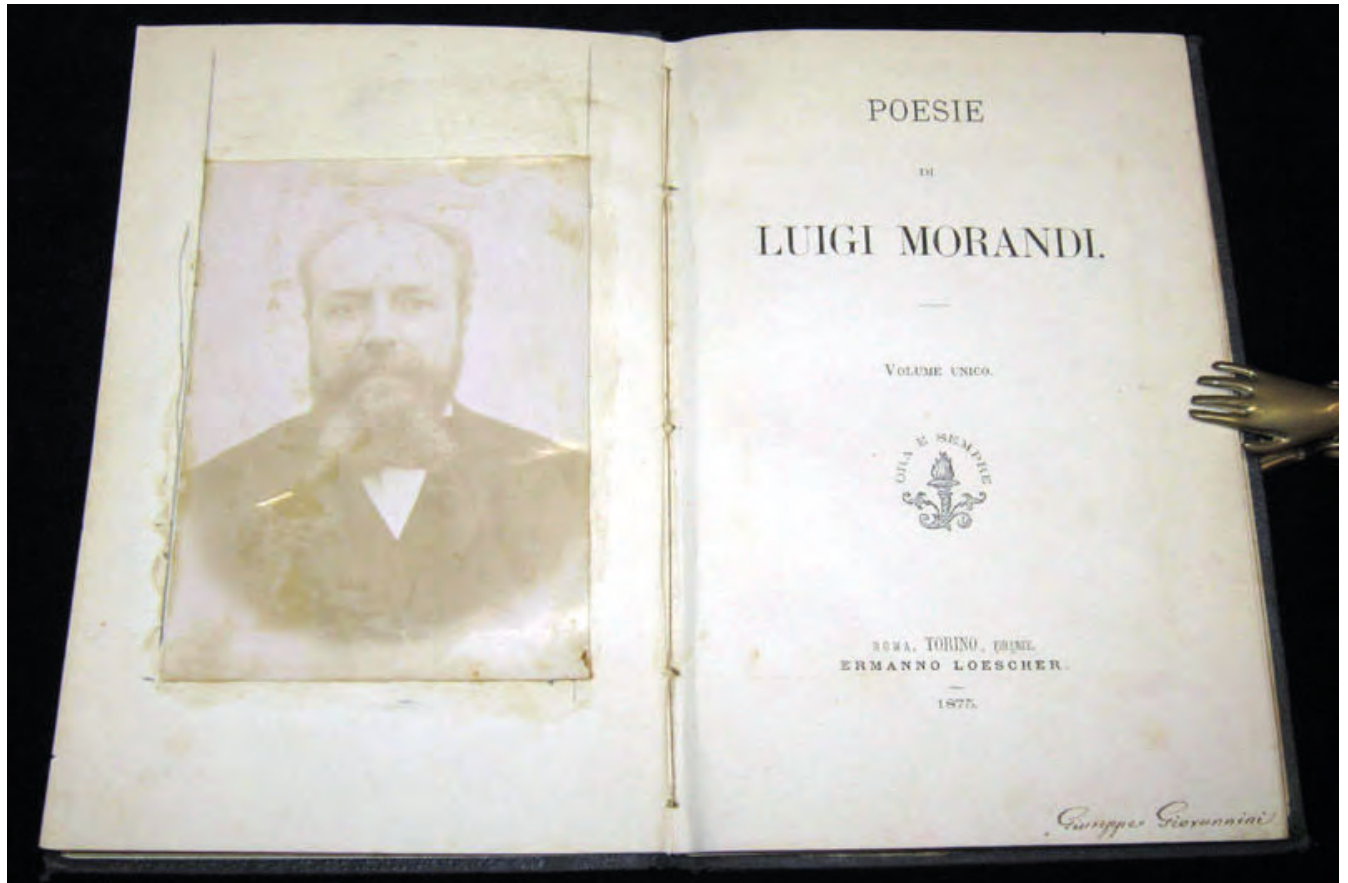 POESIE
DI
LUIGI MORANDI.
VOLUME UNICO.
ORA E SEMPRE
ROMA, TORINO, FIRENZE.
ERMANNO LOESCHER.
1875.
Giuseppe Giovannini